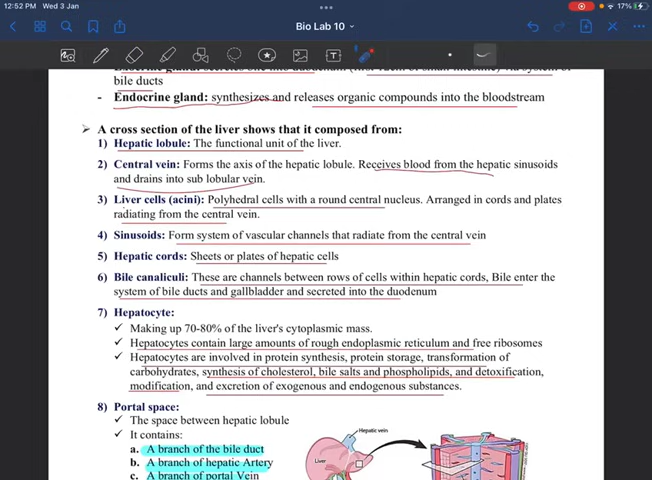 12:52 PM Wed 3 Jan
17%
Bio Lab 10
bile ducts
- Endocrine gland: synthesizes and releases organic compounds into the bloodstream
➤ A cross section of the liver shows that it composed from:
1) Hepatic lobule: The functional unit of the liver.
2) Central vein: Forms the axis of the hepatic lobule. Receives blood from the hepatic sinusoids
and drains into sub lobular vein.
3) Liver cells (acini): Polyhedral cells with a round central nucleus. Arranged in cords and plates
radiating from the central vein.
4) Sinusoids: Form system of vascular channels that radiate from the central vein
5) Hepatic cords: Sheets or plates of hepatic cells
6) Bile canaliculi: These are channels between rows of cells within hepatic cords, Bile enter the
system of bile ducts and gallbladder and secreted into the duodenum
7) Hepatocyte:
✓ Making up 70-80% of the liver's cytoplasmic mass.
✓ Hepatocytes contain large amounts of rough endoplasmic reticulum and free ribosomes
✓ Hepatocytes are involved in protein synthesis, protein storage, transformation of
carbohydrates, synthesis of cholesterol, bile salts and phospholipids, and detoxification,
modification, and excretion of exogenous and endogenous substances.
8) Portal space:
✓ The space between hepatic lobule
✓ It contains:
a. A branch of the bile duct
b. A branch of hepatic Artery
c. A branch of portal Vein
Hepatic vein
Liver